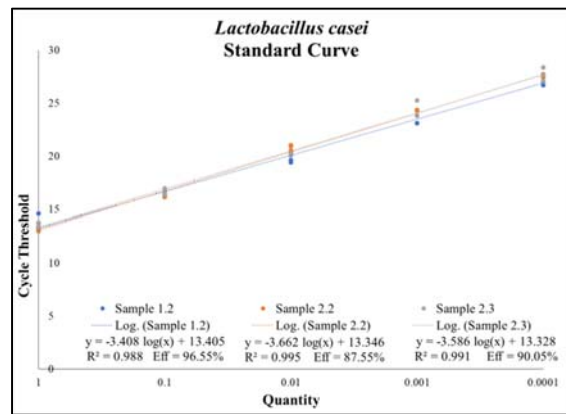 Lactobacillus casei
Standard Curve
30
25
20
15
10
5
0
Cycle Threshold
Sample 1.2 Sample 2.2 Sample 2.3
Log. (Sample 1.2) Log. (Sample 2.2) Log. (Sample 2.3)
y = -3.408 log(x) + 13.405 y = -3.662 log(x) + 13.346 y = -3.586 log(x) + 13.328
R² = 0.988 Eff = 96.55% R² = 0.995 Eff = 87.55% R² = 0.991 Eff = 90.05%
1 0.1 0.01 0.001 0.0001
Quantity